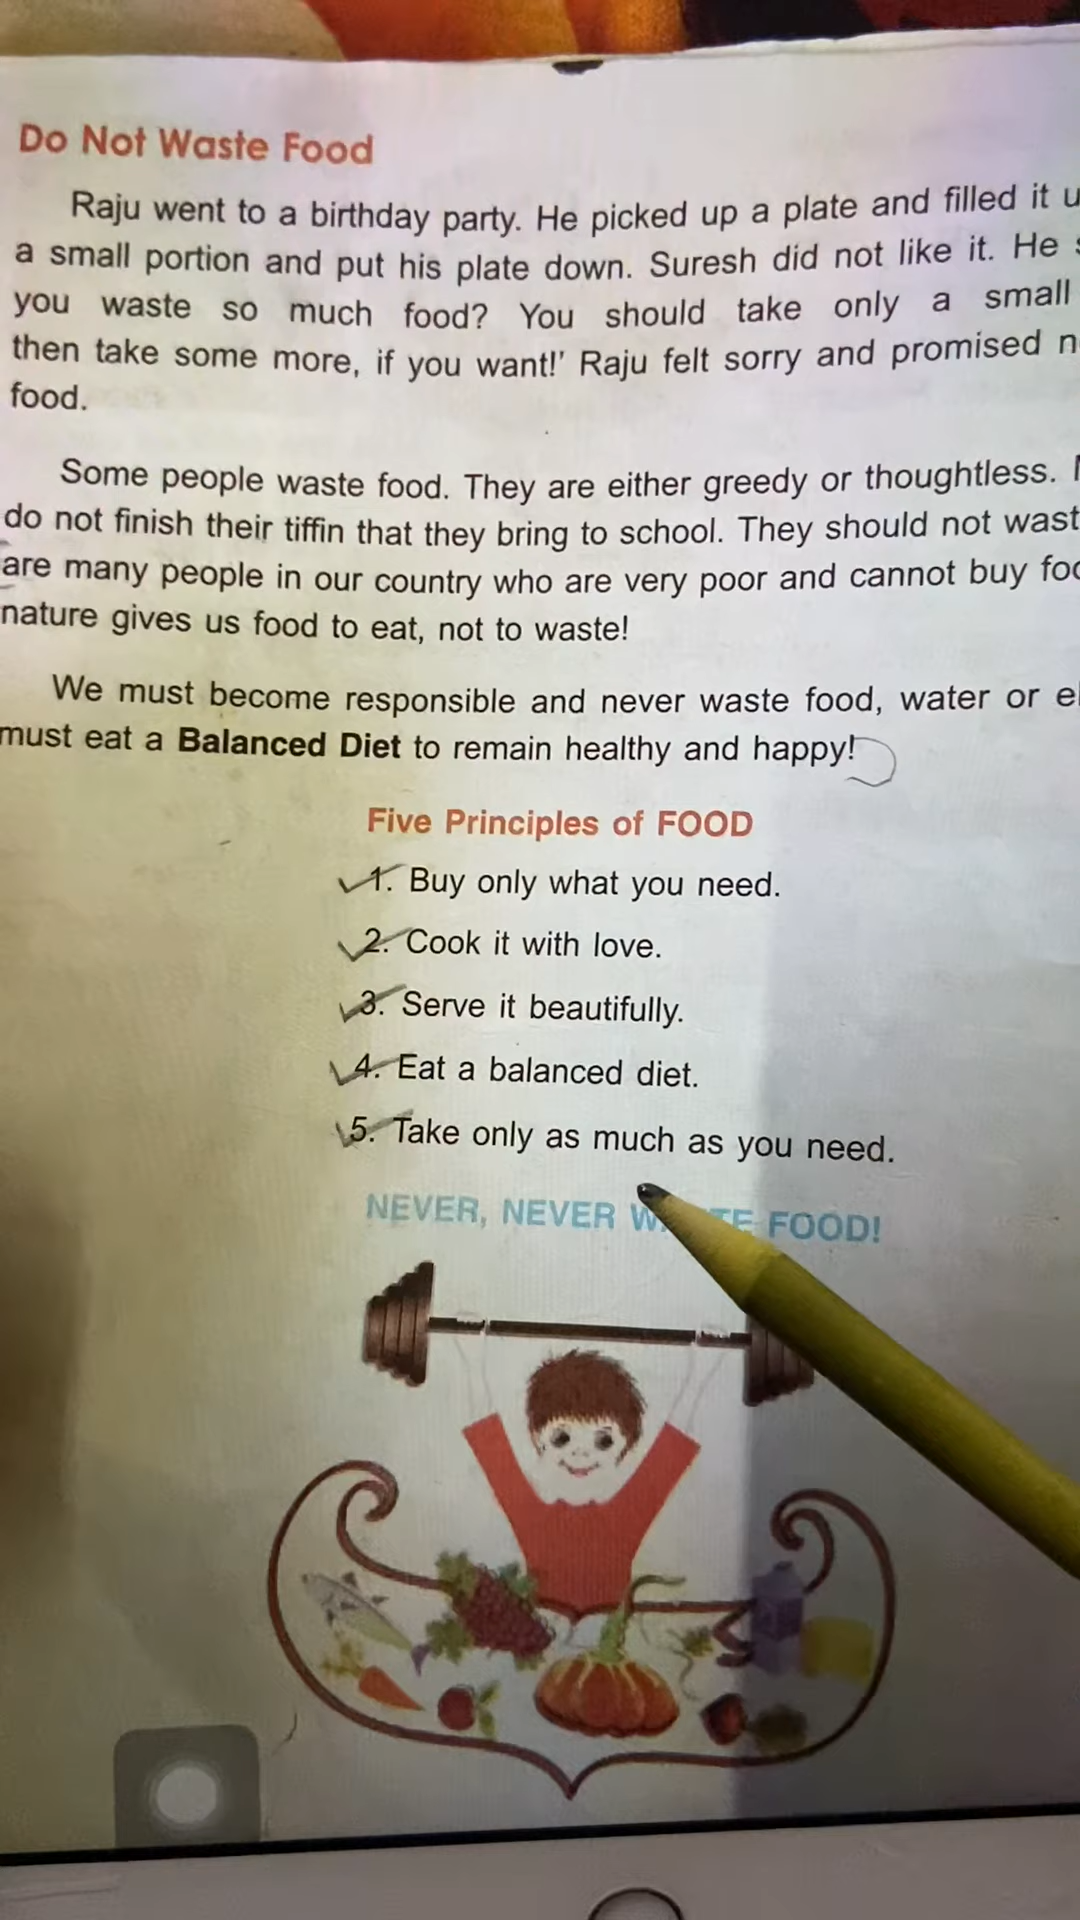 Do Not Waste Food
Raju went to a birthday party. He picked up a plate and filled it
a small portion and put his plate down. Suresh did not like it. He
you waste so much food? You should take only a small
then take some more, if you want!' Raju felt sorry and promised
food.
Some people waste food. They are either greedy or thoughtless.
do not finish their tiffin that they bring to school. They should not
are many people in our country who are very poor and cannot buy
nature gives us food to eat, not to waste!
We must become responsible and never waste food, water or
must eat a Balanced Diet to remain healthy and happy!
Five Principles of FOOD
1. Buy only what you need.
2. Cook it with love.
3. Serve it beautifully.
4. Eat a balanced diet.
5. Take only as much as you need.
NEVER, NEVER FOOD!